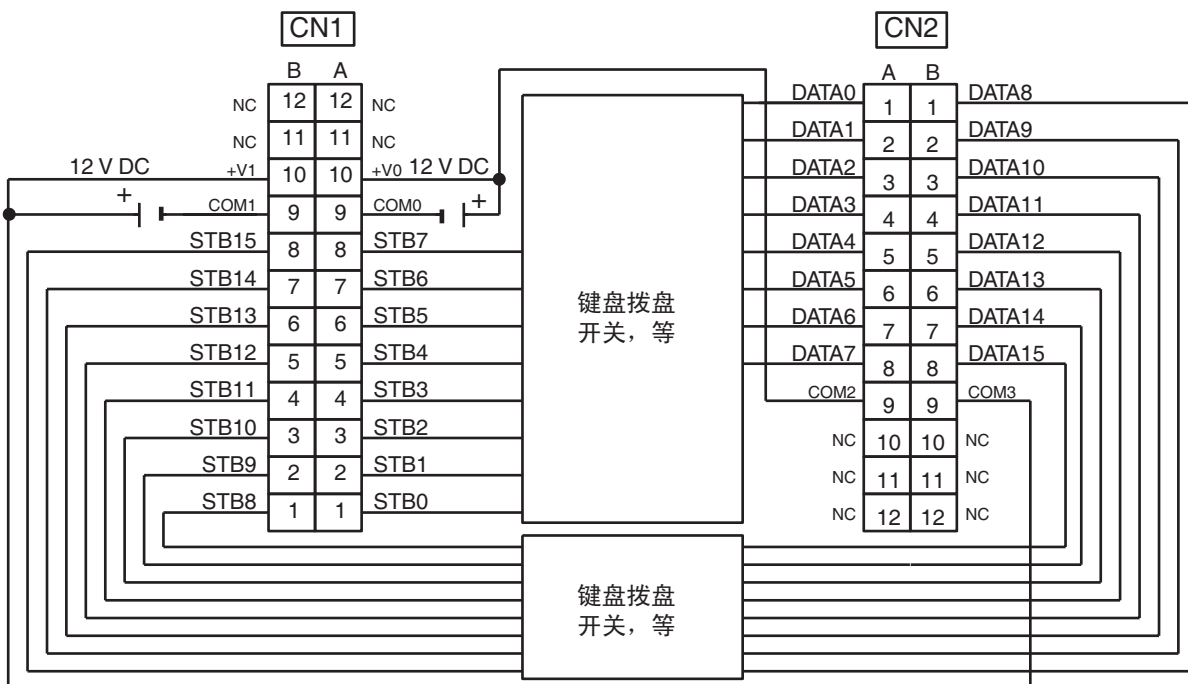 CN1 CN2
B A A B
NC 12 12 NC DATA0 1 1 DATA8
NC 11 11 NC DATA1 2 2 DATA9
12 V DC +V1 10 10 +V0 12 V DC DATA2 3 3 DATA10
+ COM1 9 9 COM0 + DATA3 4 4 DATA11
STB15 8 8 STB7 DATA4 5 5 DATA12
STB14 7 7 STB6 DATA5 6 6 DATA13
键盘拨盘
开关，等
STB13 6 6 STB5 DATA6 7 7 DATA14
STB12 5 5 STB4 DATA7 8 8 DATA15
STB11 4 4 STB3 COM2 9 9 COM3
STB10 3 3 STB2 NC 10 10 NC
STB9 2 2 STB1 NC 11 11 NC
STB8 1 1 STB0 NC 12 12 NC
键盘拨盘
开关，等